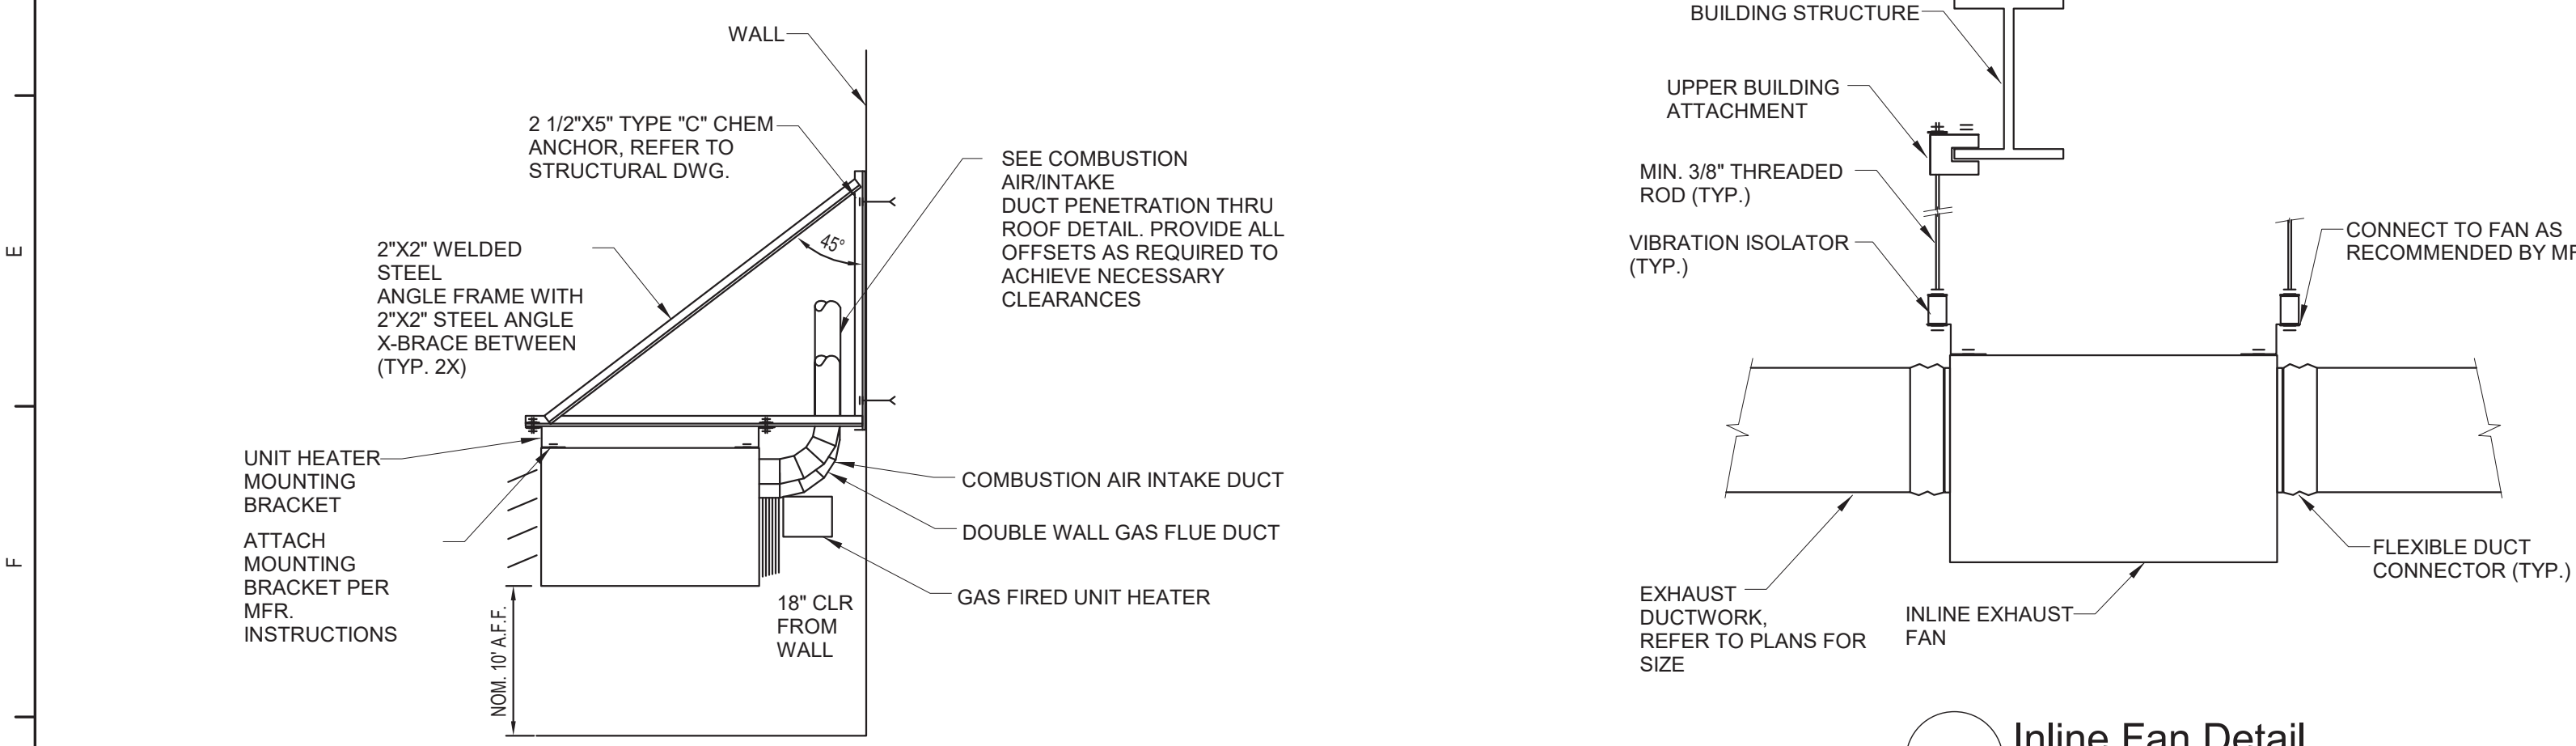 E
F
WALL
2 1/2"X5" TYPE "C" CHEM
ANCHOR, REFER TO
STRUCTURAL DWG.
SEE COMBUSTION
AIR/INTAKE
DUCT PENETRATION THRU
ROOF DETAIL. PROVIDE ALL
OFFSETS AS REQUIRED TO
ACHIEVE NECESSARY
CLEARANCES
45°
2"X2" WELDED
STEEL
ANGLE FRAME WITH
2"X2" STEEL ANGLE
X-BRACE BETWEEN
(TYP. 2X)
UNIT HEATER
MOUNTING
BRACKET
ATTACH
MOUNTING
BRACKET PER
MFR.
INSTRUCTIONS
COMBUSTION AIR INTAKE DUCT
DOUBLE WALL GAS FLUE DUCT
GAS FIRED UNIT HEATER
18" CLR
FROM
WALL
NOM. 10' A.F.F.
BUILDING STRUCTURE
UPPER BUILDING
ATTACHMENT
MIN. 3/8" THREADED
ROD (TYP.)
VIBRATION ISOLATOR
(TYP.)
CONNECT TO FAN AS
RECOMMENDED BY
FLEXIBLE DUCT
CONNECTOR (TYP.)
EXHAUST
DUCTWORK,
REFER TO PLANS FOR
SIZE
INLINE EXHAUST
FAN
Inline Fan Detail